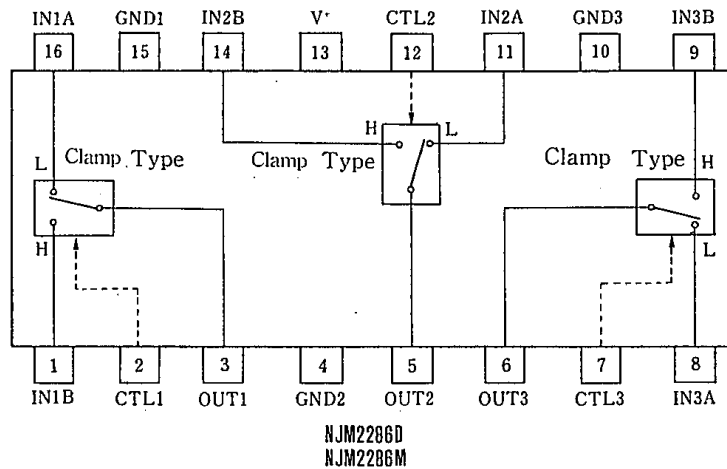 IN1A GND1 IN2B V+ CTL2 IN2A GND3 IN3B
16 15 14 13 12 11 10 9
H L
L Clamp Type Clamp Type Clamp Type H
H L
1 2 3 4 5 6 7 8
IN1B CTL1 OUT1 GND2 OUT2 OUT3 CTL3 IN3A
NJM2286D
NJM2286M